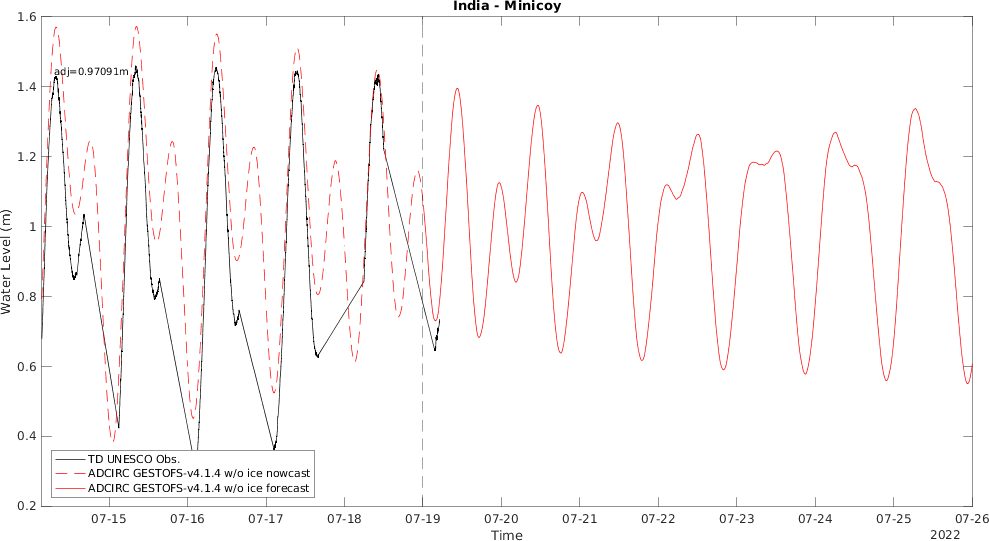 India - Minicoy
1.6
1.4
1.2
1
0.8
0.6
0.4
0.2
Water Level (m)
adj=0.97091m
TD UNESCO Obs.
ADCIRC GESTOFS-v4.1.4 w/o ice nowcast
ADCIRC GESTOFS-v4.1.4 w/o ice forecast
07-15 07-16 07-17 07-18 07-19 07-20 07-21 07-22 07-23 07-24 07-25 07-26
Time
2022